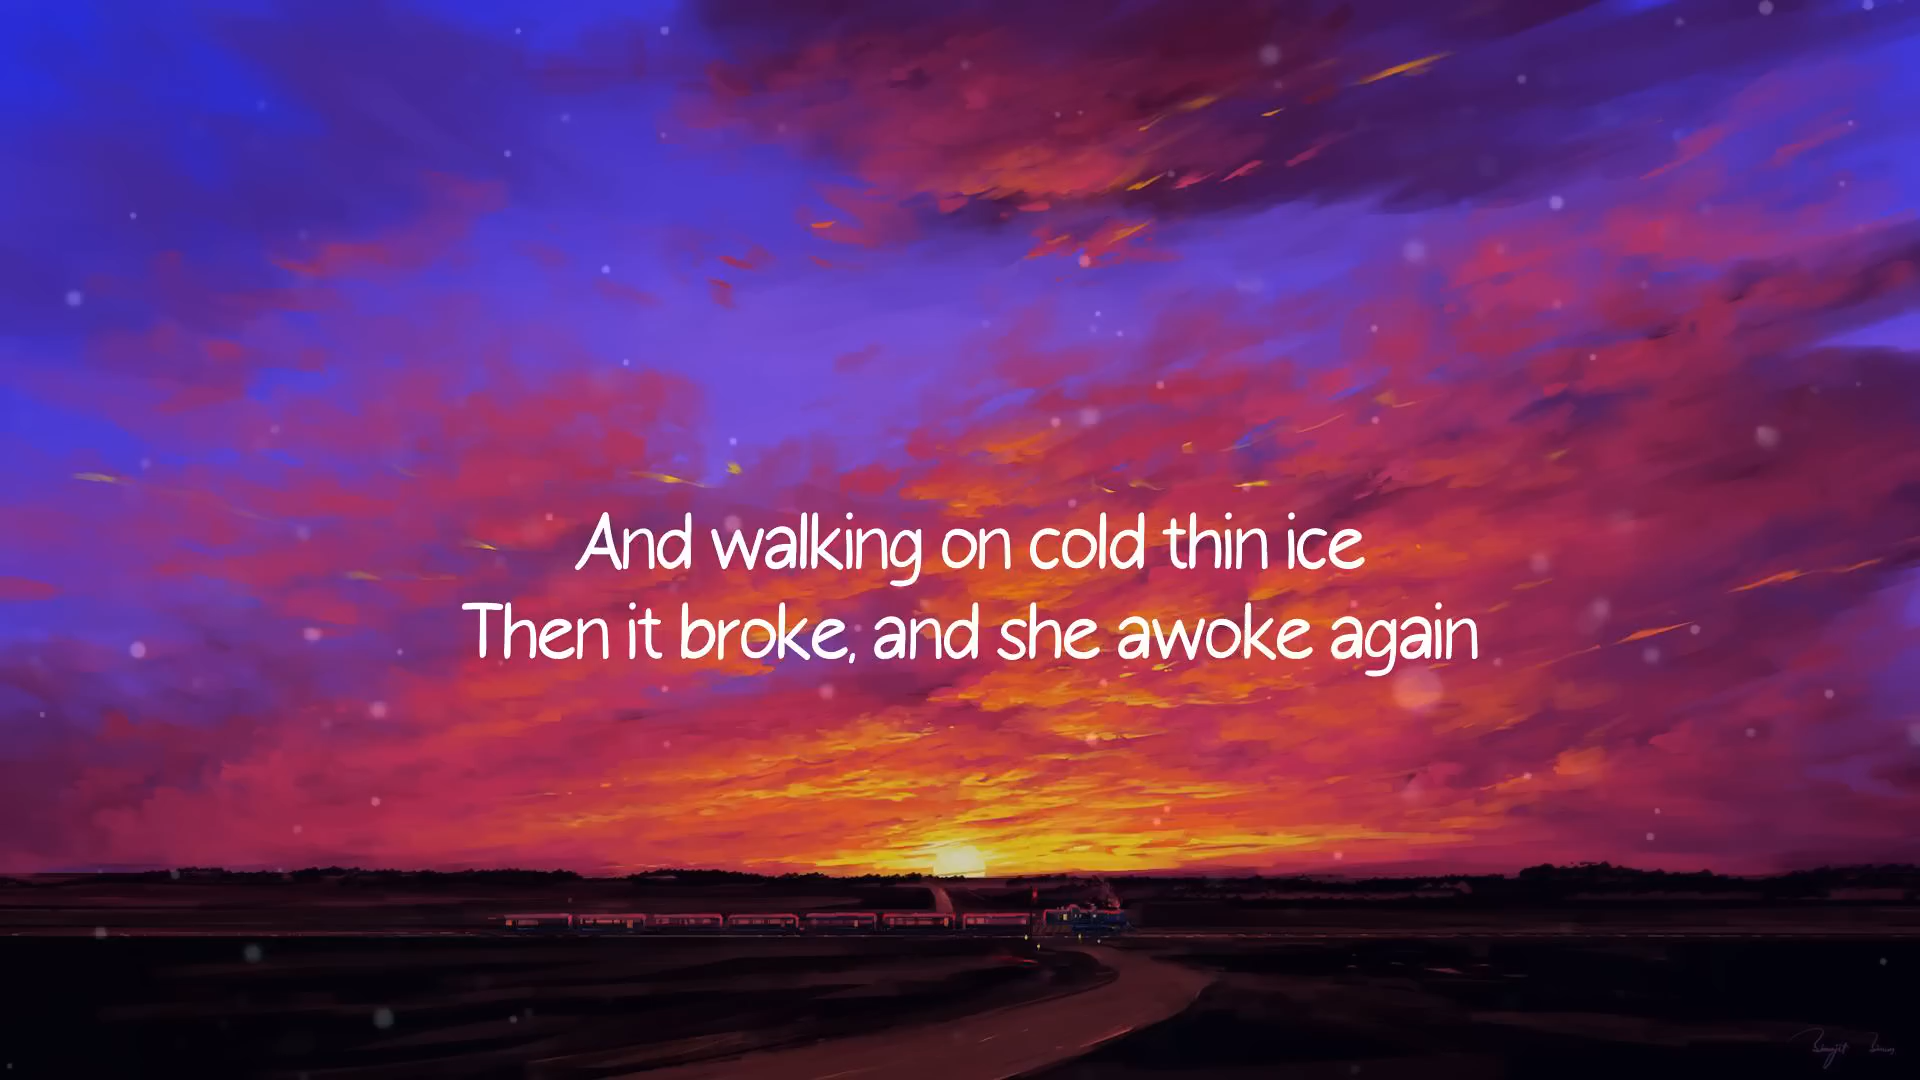 And walking on cold thin ice
Then it broke, and she awoke again